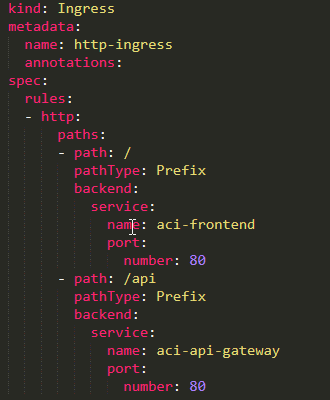 kind: Ingress
metadata:
  name: http-ingress
  annotations:
spec:
  rules:
  - http:
      paths:
      - path: /
        pathType: Prefix
        backend:
          service:
            name: aci-frontend
            port:
              number: 80
      - path: /api
        pathType: Prefix
        backend:
          service:
            name: aci-api-gateway
            port:
              number: 80